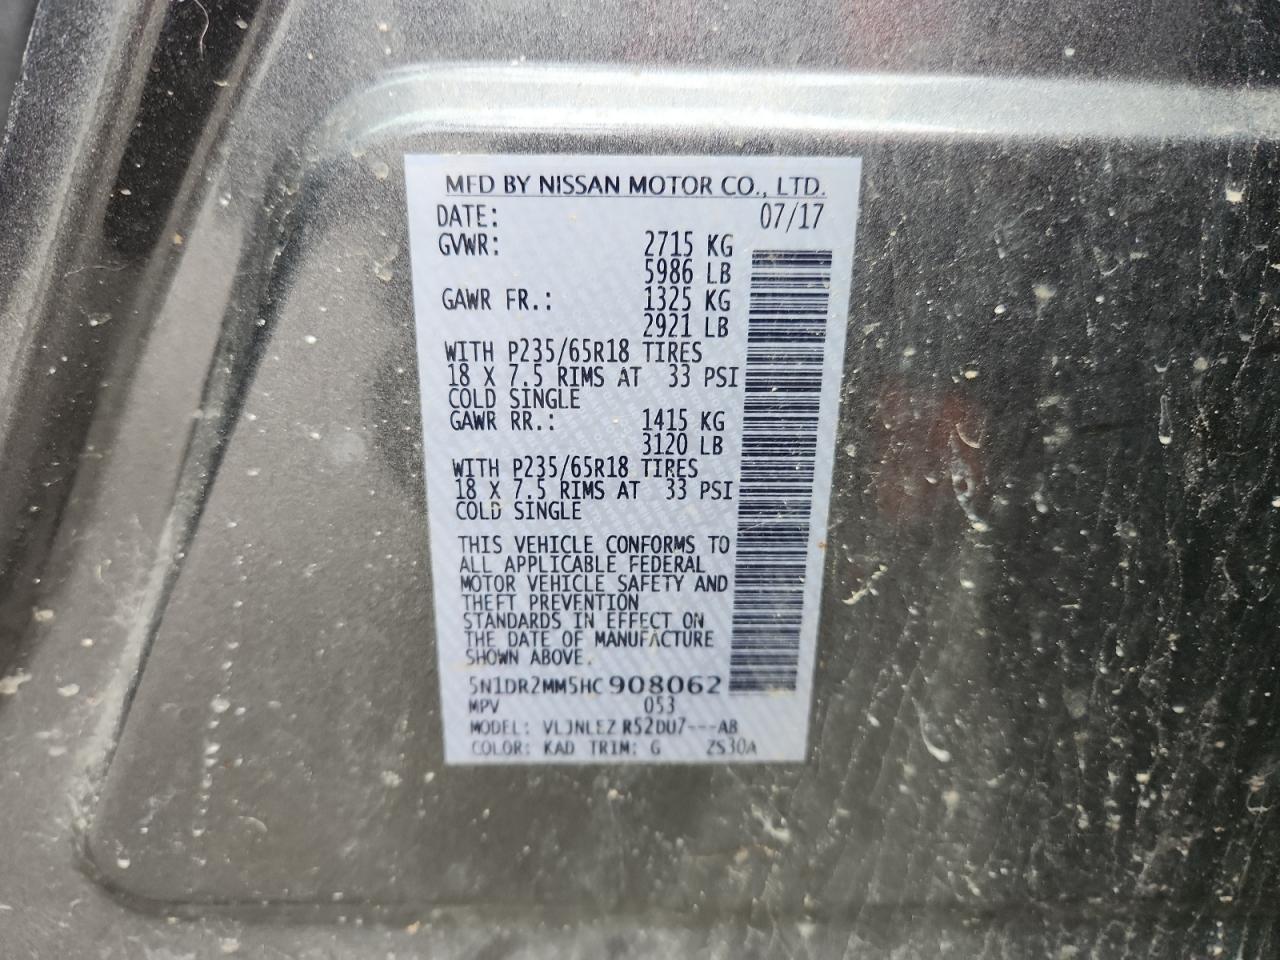 MFD BY NISSAN MOTOR CO., LTD.
DATE: 07/17
GVWR: 2715 KG
5986 LB
GAWR FR.: 1325 KG
2921 LB
WITH P235/65R18 TIRES
18 X 7.5 RIMS AT 33 PSI
COLD SINGLE
GAWR RR.: 1415 KG
3120 LB
WITH P235/65R18 TIRES
18 X 7.5 RIMS AT 33 PSI
COLD SINGLE
THIS VEHICLE CONFORMS TO
ALL APPLICABLE FEDERAL
MOTOR VEHICLE SAFETY AND
THEFT PREVENTION
STANDARDS IN EFFECT ON
THE DATE OF MANUFACTURE
SHOWN ABOVE.
5N1DR2MM5HC908062
MPV 053
MODEL: VLJNLEZ R52DU7---AB
COLOR: KAD TRIM: G ZS30A